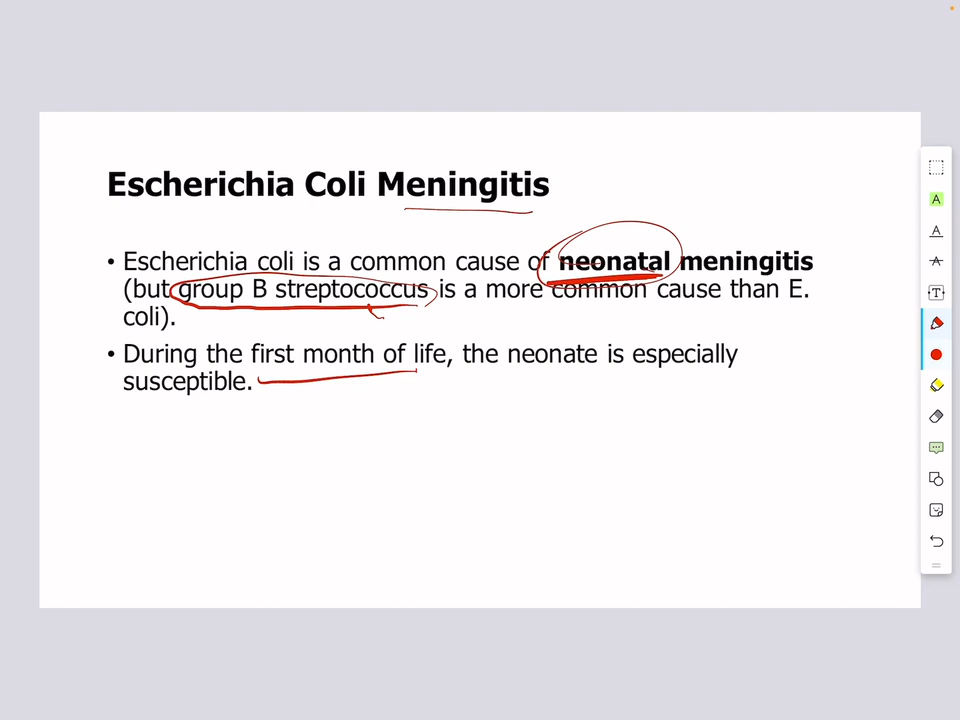 Escherichia Coli Meningitis
• Escherichia coli is a common cause of neonatal meningitis
(but group B streptococcus is a more common cause than E.
coli).
• During the first month of life, the neonate is especially
susceptible.
A
A
A
T